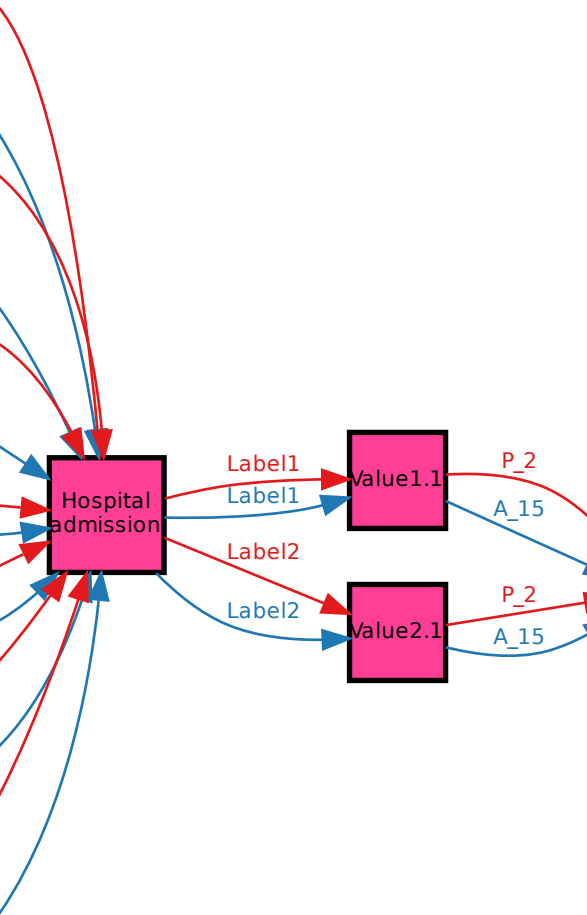 Hospital
admission
Label1
Label1
Label2
Label2
Value1.1
Value2.1
P_2
A_15
P_2
A_15